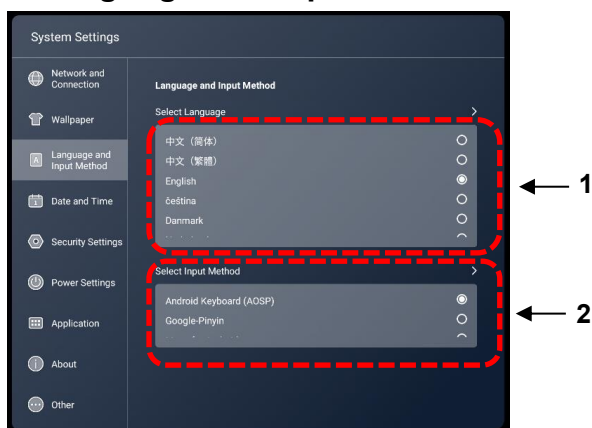 System Settings
Network and
Connection
Wallpaper
Language and
Input Method
Date and Time
Security Settings
Power Settings
Application
About
Other
Language and Input Method
Select Language
中文（简体）
中文（繁體）
English
čeština
Danmark
Select Input Method
Android Keyboard (AOSP)
Google-Pinyin
1
2